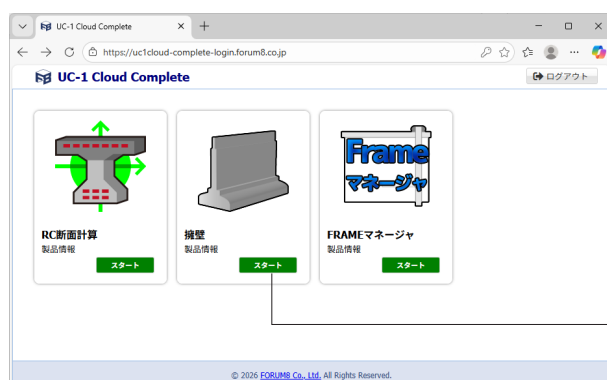 UC-1 Cloud Complete
https://uc1cloud-complete-login.forum8.co.jp
UC-1 Cloud Complete
ログアウト
Frame
マネージャ
RC断面計算
製品情報
スタート
擁壁
製品情報
スタート
FRAMEマネージャ
製品情報
スタート
© 2026 FORUM8 Co., Ltd. All Rights Reserved.